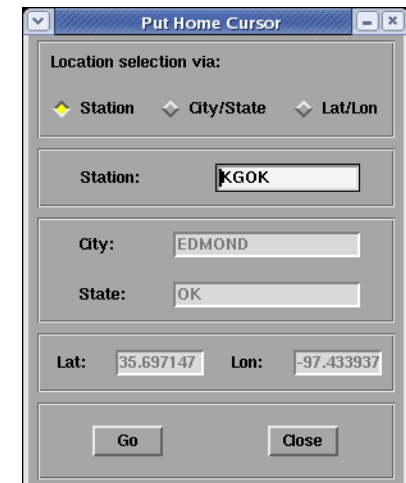 Put Home Cursor
Location selection via:
Station City/State Lat/Lon
Station: KGOK
City: EDMOND
State: OK
Lat: 35.697147 Lon: -97.433937
Go Close